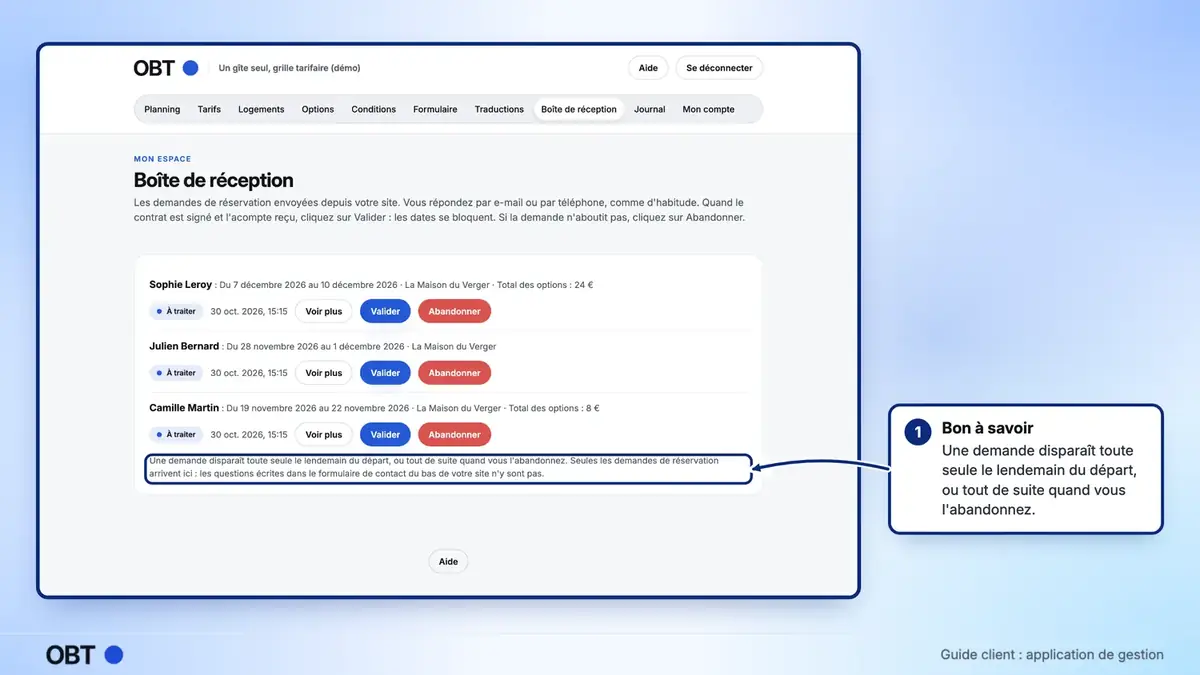 OBT
Un gîte seul, grille tarifaire (démo)
Aide
Se déconnecter
Planning
Tarifs
Logements
Options
Conditions
Formulaire
Traductions
Boîte de réception
Journal
Mon compte
MON ESPACE
Boîte de réception
Les demandes de réservation envoyées depuis votre site. Vous répondez par e-mail ou par téléphone, comme d'habitude. Quand le
contrat est signé et l'acompte reçu, cliquez sur Valider : les dates se bloquent. Si la demande n'aboutit pas, cliquez sur Abandonner.
Sophie Leroy : Du 7 décembre 2026 au 10 décembre 2026 · La Maison du Verger · Total des options : 24 €
À traiter 30 oct. 2026, 15:15 Voir plus Valider Abandonner
Julien Bernard : Du 28 novembre 2026 au 1 décembre 2026 · La Maison du Verger
À traiter 30 oct. 2026, 15:15 Voir plus Valider Abandonner
Camille Martin : Du 19 novembre 2026 au 22 novembre 2026 · La Maison du Verger · Total des options : 8 €
À traiter 30 oct. 2026, 15:15 Voir plus Valider Abandonner
Une demande disparaît toute seule le lendemain du départ, ou tout de suite quand vous l'abandonnez. Seules les demandes de réservation
arrivent ici : les questions écrites dans le formulaire de contact du bas de votre site n'y sont pas.
Aide
1 Bon à savoir
Une demande disparaît toute
seule le lendemain du départ,
ou tout de suite quand vous
l'abandonnez.
OBT
Guide client : application de gestion